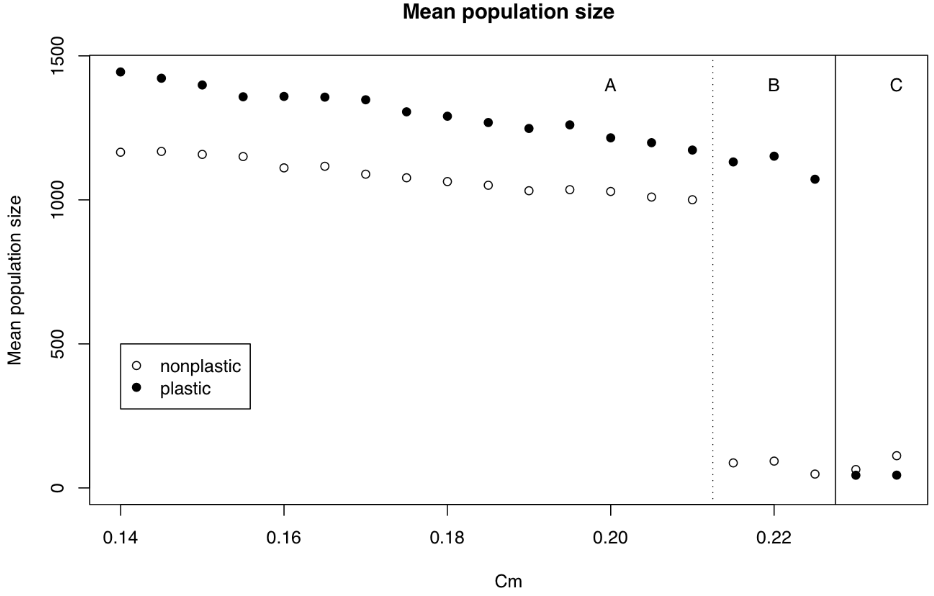 Mean population size
Mean population size
1500
1000
500
0
A
B
C
nonplastic
plastic
0.14
0.16
0.18
0.20
0.22
Cm